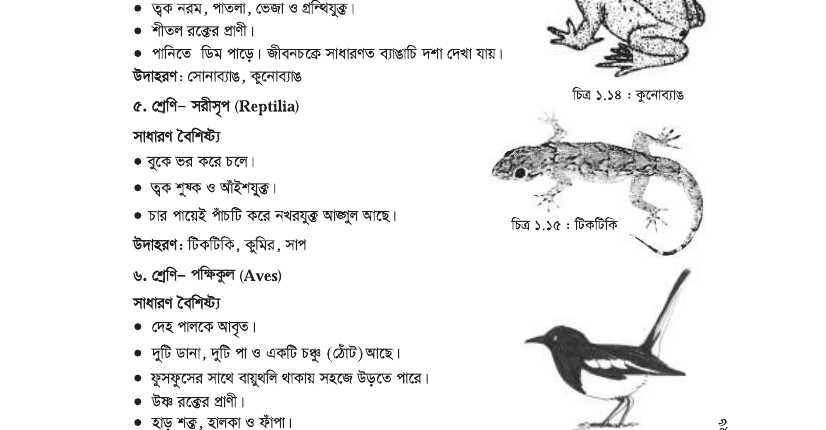 • ত্বক নরম, পাতলা, ভেজা ও গ্রন্থিযুক্ত।
• শীতল রক্তের প্রাণী।
• পানিতে ডিম পাড়ে। জীবনচক্রে সাধারণত ব্যাঙাচি দশা দেখা যায়।
উদাহরণ: সোনাব্যাঙ, কুনোব্যাঙ
চিত্র ১.১৪ : কুনোব্যাঙ
৫. শ্রেণি– সরীসৃপ (Reptilia)
সাধারণ বৈশিষ্ট্য
• বুকে ভর করে চলে।
• ত্বক শুষ্ক ও আঁইশযুক্ত।
• চার পায়েই পাঁচটি করে নখরযুক্ত আঙ্গুল আছে।
চিত্র ১.১৫ : টিকটিকি
উদাহরণ: টিকটিকি, কুমির, সাপ
৬. শ্রেণি– পক্ষিকুল (Aves)
সাধারণ বৈশিষ্ট্য
• দেহ পালকে আবৃত।
• দুটি ডানা, দুটি পা ও একটি চঞ্চু (ঠোঁট) আছে।
• ফুসফুসের সাথে বায়ুথলি থাকায় সহজে উড়তে পারে।
• উষ্ণ রক্তের প্রাণী।
• হাড় শক্ত, হালকা ও ফাঁপা।